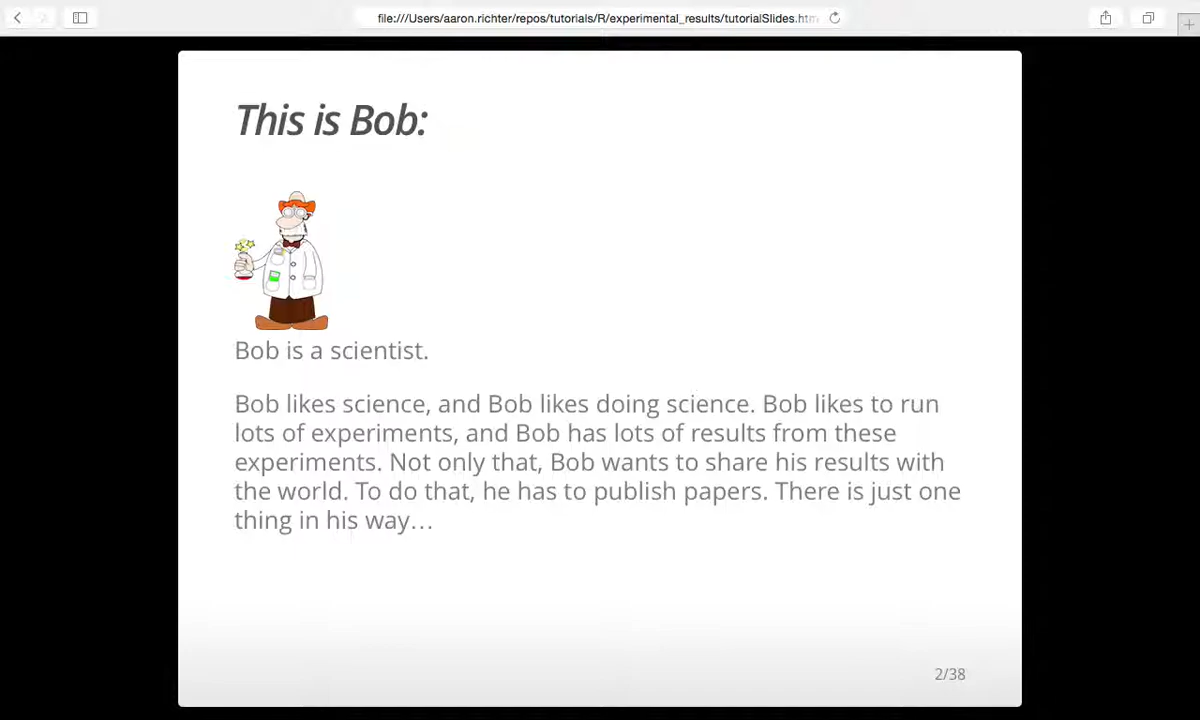 file:///Users/aaron.richter/repos/tutorials/R/experimental_results/tutorialSlides.htm
This is Bob:
Bob is a scientist.
Bob likes science, and Bob likes doing science. Bob likes to run
lots of experiments, and Bob has lots of results from these
experiments. Not only that, Bob wants to share his results with
the world. To do that, he has to publish papers. There is just one
thing in his way…
2/38